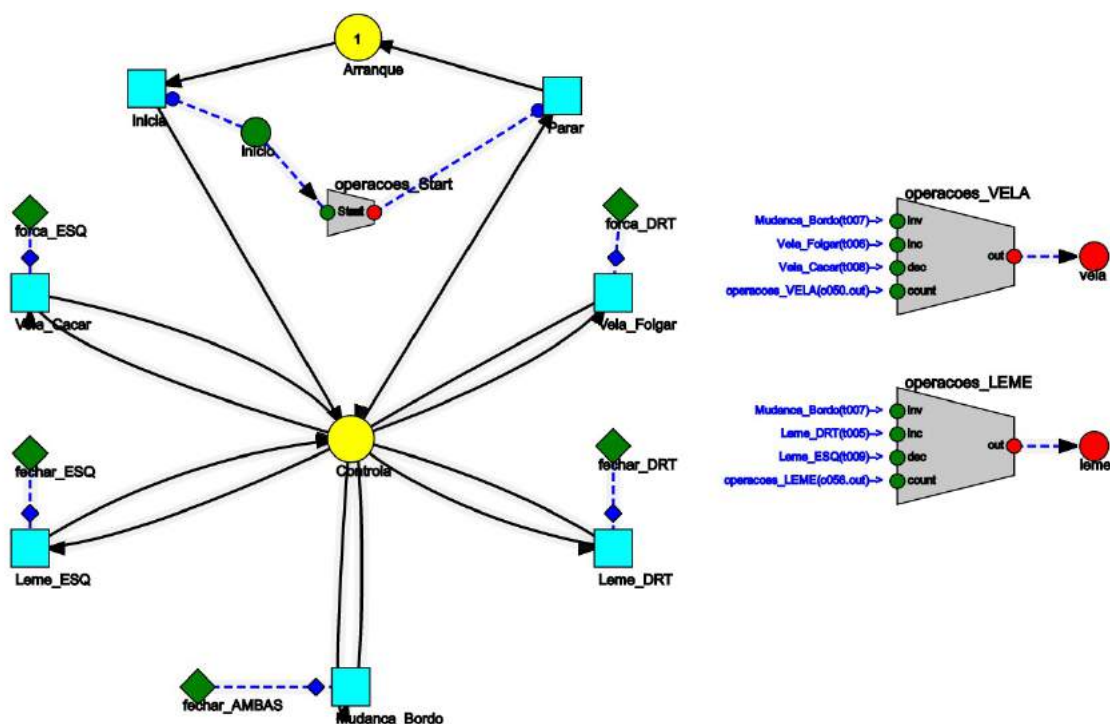 1
Arranque
Inicia
Parar
Início
operacoes_Start
forca_ESQ
forca_DRT
Vela_Cacar
Vela_Folgar
fechar_ESQ
Controla
fechar_DRT
Leme_ESQ
Leme_DRT
fechar_AMBAS
Mudanca_Bordo
operacoes_VELA
Mudanca_Bordo(t007)->
inv
Vela_Folgar(t006)->
inc
out
Vela_Cacar(t008)->
dec
vela
operacoes_VELA(c050.out)->
count
operacoes_LEME
Mudanca_Bordo(t007)->
inv
Leme_DRT(t005)->
inc
out
Leme_ESQ(t009)->
dec
leme
operacoes_LEME(c056.out)->
count